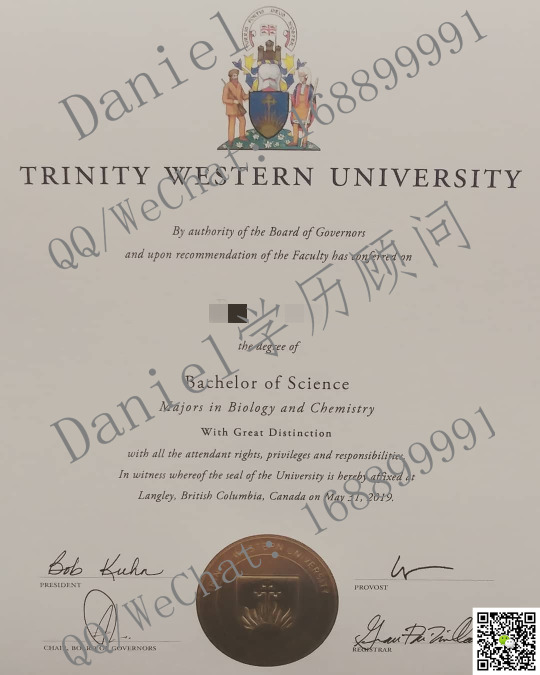 TRINITY WESTERN UNIVERSITY
By authority of the Board of Governors
and upon recommendation of the Faculty has conferred on
the degree of
Bachelor of Science
Majors in Biology and Chemistry
With Great Distinction
with all the attendant rights, privileges and responsibilities.
In witness whereof the seal of the University is hereby affixed at
Langley, British Columbia, Canada on May 31, 2019.
Bob Kuhn
PRESIDENT
PROVOST
CHAIR, BOARD OF GOVERNORS
REGISTRAR
WESTERN UNIVERSITY
Daniel
QQ/WeChat: 168899991
Daniel学历顾问
QQ/WeChat: 168899991